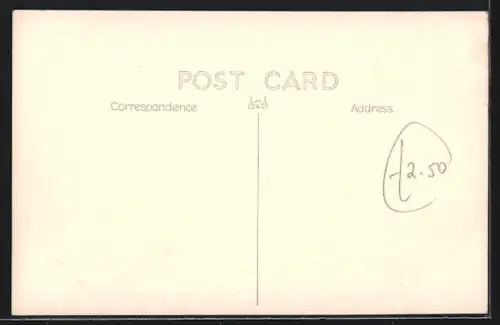 POST CARD
Correspondence Address
£2.50